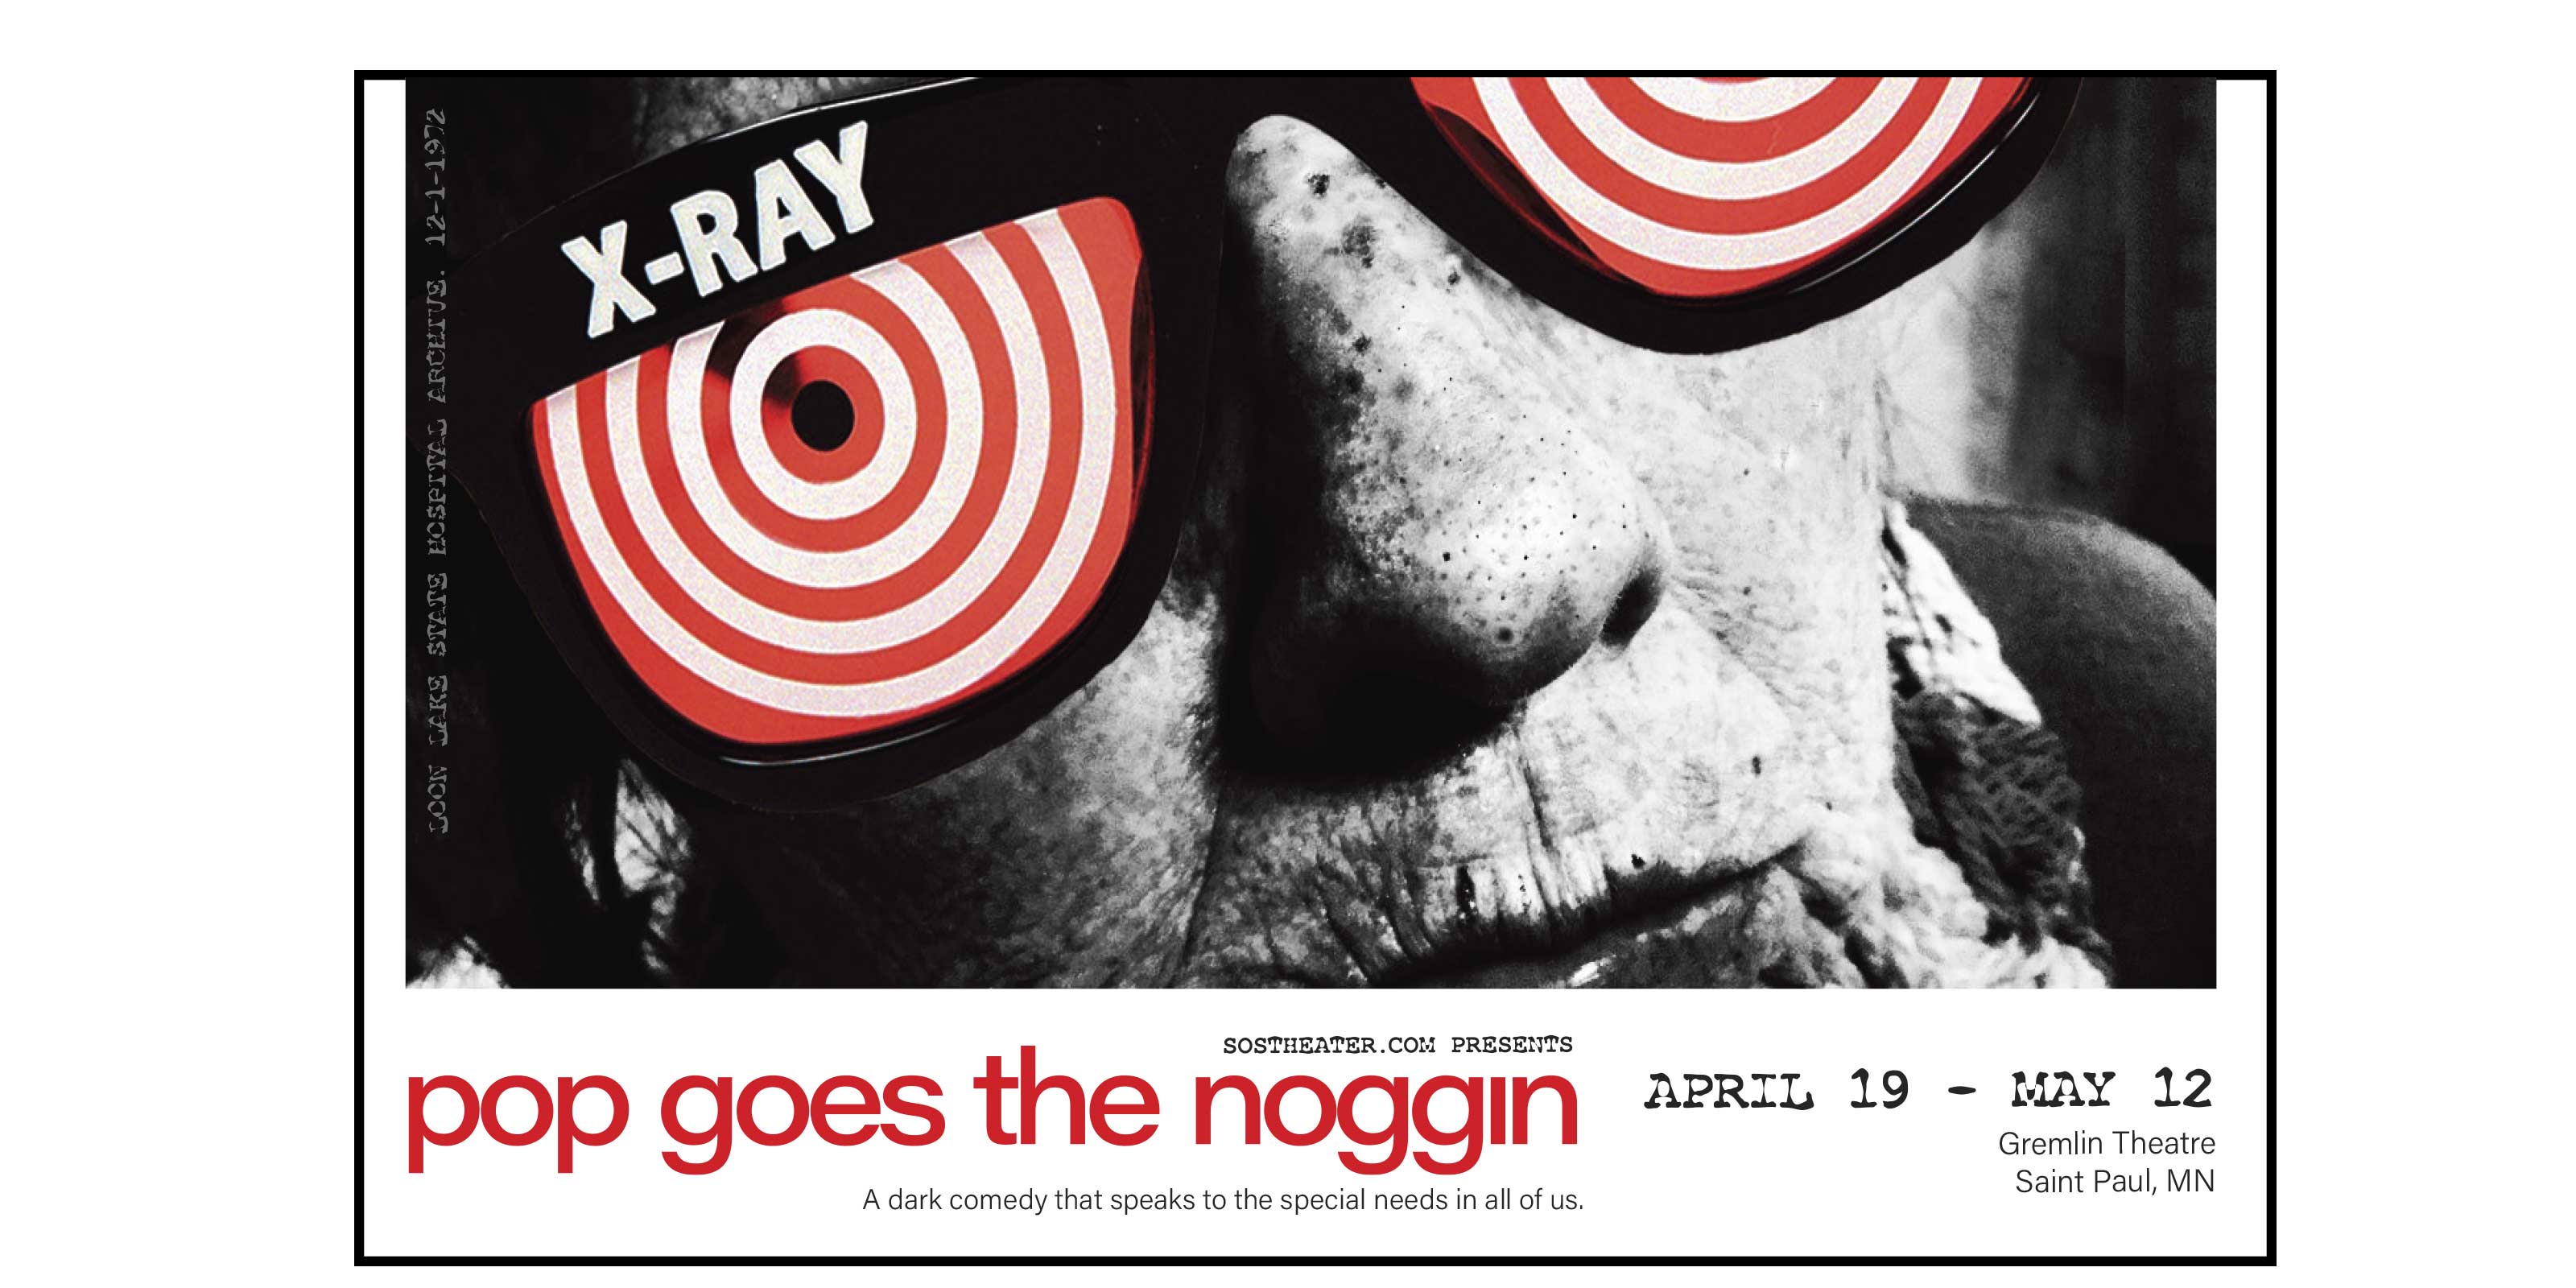 LOON LAKE STATE HOSPITAL ARCHIVE. 12-1-1972
X-RAY
SOSTHEATER.COM PRESENTS
pop goes the noggin
A dark comedy that speaks to the special needs in all of us.
APRIL 19 - MAY 12
Gremlin Theatre
Saint Paul, MN